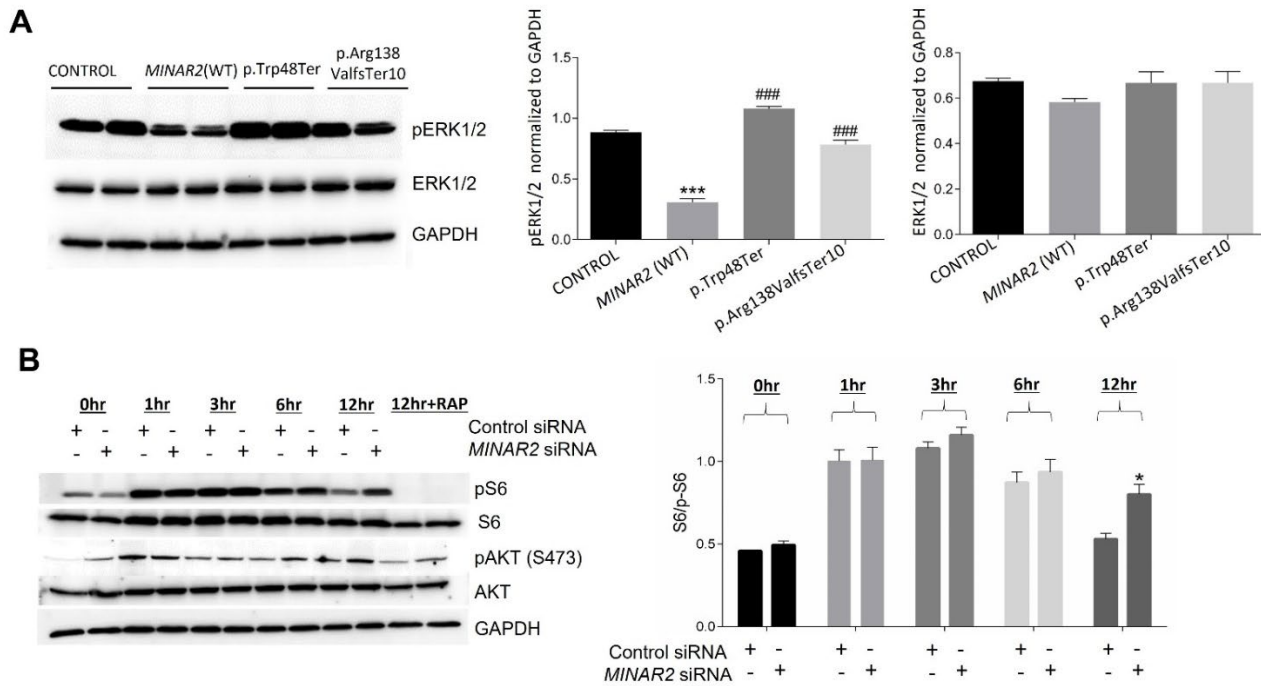 A
CONTROL
MINAR2(WT)
p.Trp48Ter
p.Arg138
ValfsTer10
pERK1/2
ERK1/2
GAPDH
pERK1/2 normalized to GAPDH
1.5
1.0
0.5
0.0
***
###
###
CONTROL
MINAR2 (WT)
p.Trp48Ter
p.Arg138ValfsTer10
ERK1/2 normalized to GAPDH
0.8
0.6
0.4
0.2
0.0
CONTROL
MINAR2 (WT)
p.Trp48Ter
p.Arg138ValfsTer10
B
0hr 1hr 3hr 6hr 12hr 12hr+RAP
+ - + - + - + - + - Control siRNA
- + - + - + - + - + MINAR2 siRNA
pS6
S6
pAKT (S473)
AKT
GAPDH
S6/p-S6
1.5
1.0
0.5
0.0
0hr 1hr 3hr 6hr 12hr
*
Control siRNA + - + - + - + - + -
MINAR2 siRNA - + - + - + - + - +